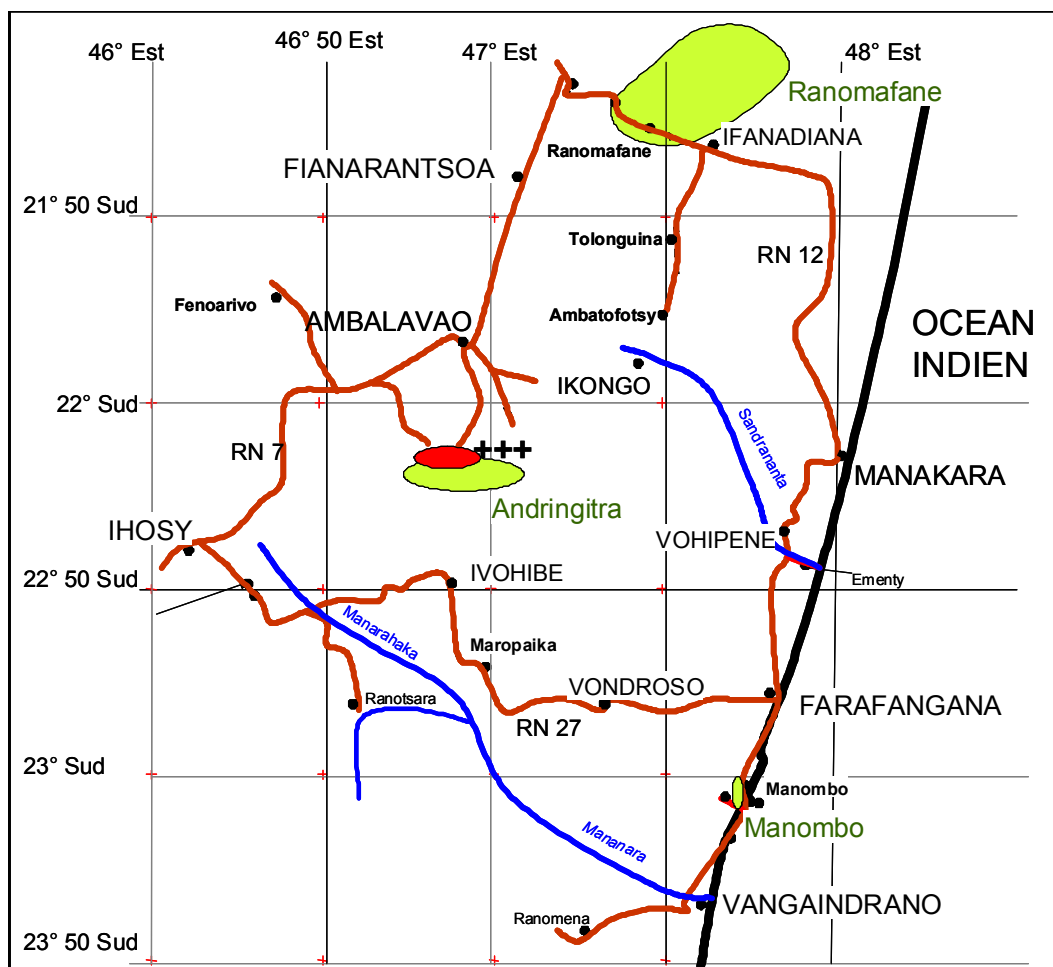 46° Est
46° 50 Est
47° Est
48° Est
Ranomafane
IFANADIANA
Ranomafane
FIANARANTSOA
21° 50 Sud
Tolonguina
RN 12
Fenoarivo
Ambatofotsy
AMBALAVAO
OCEAN
INDIEN
IKONGO
22° Sud
Sandrananta
RN 7
MANAKARA
Andringitra
IHOSY
VOHIPENE
IVOHIBE
Ementy
22° 50 Sud
Manarahaka
Maropaika
VONDROSO
Ranotsara
FARAFANGANA
RN 27
23° Sud
Manombo
Manombo
Mananara
VANGAINDRANO
Ranomena
23° 50 Sud